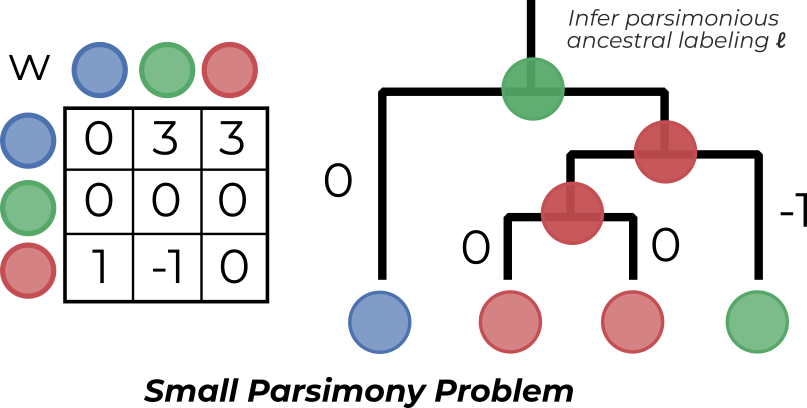 Infer parsimonious
ancestral labeling ℓ
W
0 3 3
0 0 0
1 -1 0
0
-1
0
0
Small Parsimony Problem